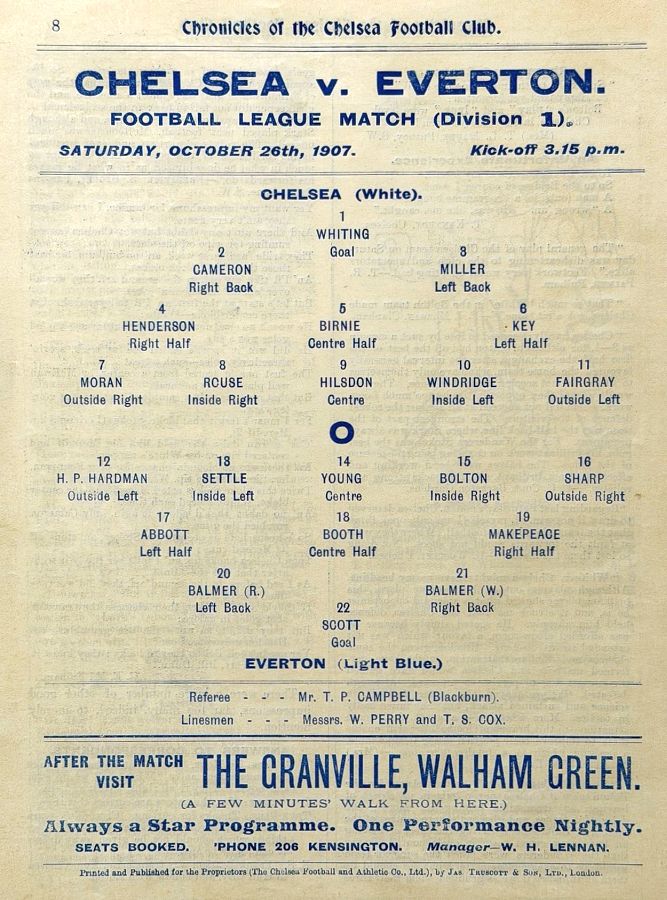 8 Chronicles of the Chelsea Football Club.
CHELSEA v. EVERTON.
FOOTBALL LEAGUE MATCH (Division 1).
SATURDAY, OCTOBER 26th, 1907. Kick-off 3.15 p.m.
CHELSEA (White).
1
WHITING
Goal
2 3
CAMERON MILLER
Right Back Left Back
4 5 6
HENDERSON BIRNIE KEY
Right Half Centre Half Left Half
7 8 9 10 11
MORAN ROUSE HILSDON WINDRIDGE FAIRGRAY
Outside Right Inside Right Centre Inside Left Outside Left
O
12 13 14 15 16
H. P. HARDMAN SETTLE YOUNG BOLTON SHARP
Outside Left Inside Left Centre Inside Right Outside Right
17 18 19
ABBOTT BOOTH MAKEPEACE
Left Half Centre Half Right Half
20 21
BALMER (R.) BALMER (W.)
Left Back Right Back
22
SCOTT
Goal
EVERTON (Light Blue.)
Referee - - - Mr. T. P. CAMPBELL (Blackburn).
Linesmen - - - Messrs. W. PERRY and T. S. COX.
AFTER THE MATCH
VISIT THE GRANVILLE, WALHAM GREEN.
(A FEW MINUTES' WALK FROM HERE.)
Always a Star Programme. One Performance Nightly.
SEATS BOOKED. 'PHONE 206 KENSINGTON. Manager—W. H. LENNAN.
Printed and Published for the Proprietors (The Chelsea Football and Athletic Co., Ltd.), by JAS. TRUSCOTT & SON, LTD., London.